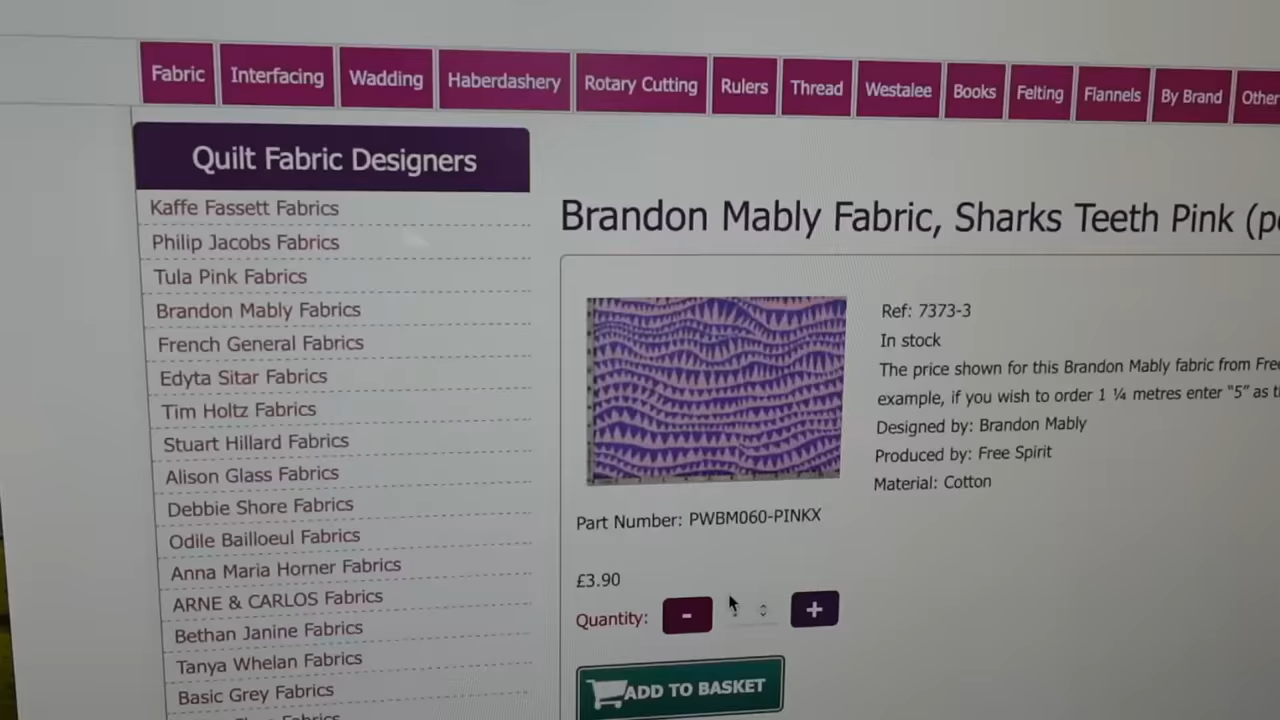 Fabric
Interfacing
Wadding
Haberdashery
Rotary Cutting
Rulers
Thread
Westalee
Books
Felting
Flannels
By Brand
Other
Quilt Fabric Designers
Kaffe Fassett Fabrics
Philip Jacobs Fabrics
Tula Pink Fabrics
Brandon Mably Fabrics
French General Fabrics
Edyta Sitar Fabrics
Tim Holtz Fabrics
Stuart Hillard Fabrics
Alison Glass Fabrics
Debbie Shore Fabrics
Odile Bailloeul Fabrics
Anna Maria Horner Fabrics
ARNE & CARLOS Fabrics
Bethan Janine Fabrics
Tanya Whelan Fabrics
Basic Grey Fabrics
Fabrics
Brandon Mably Fabric, Sharks Teeth Pink
Ref: 7373-3
In stock
The price shown for this Brandon Mably fabric from
example, if you wish to order 1 ¼ metres enter "5" as
Designed by: Brandon Mably
Produced by: Free Spirit
Material: Cotton
Part Number: PWBM060-PINKX
£3.90
Quantity: - +
ADD TO BASKET